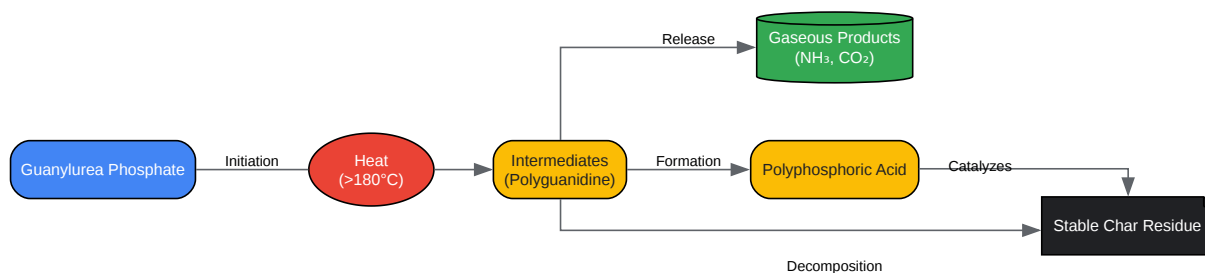 Release
Gaseous Products
(NH₃, CO₂)
Guanylurea Phosphate
Initiation
Heat
(>180°C)
Intermediates
(Polyguanidine)
Formation
Polyphosphoric Acid
Catalyzes
Stable Char Residue
Decomposition